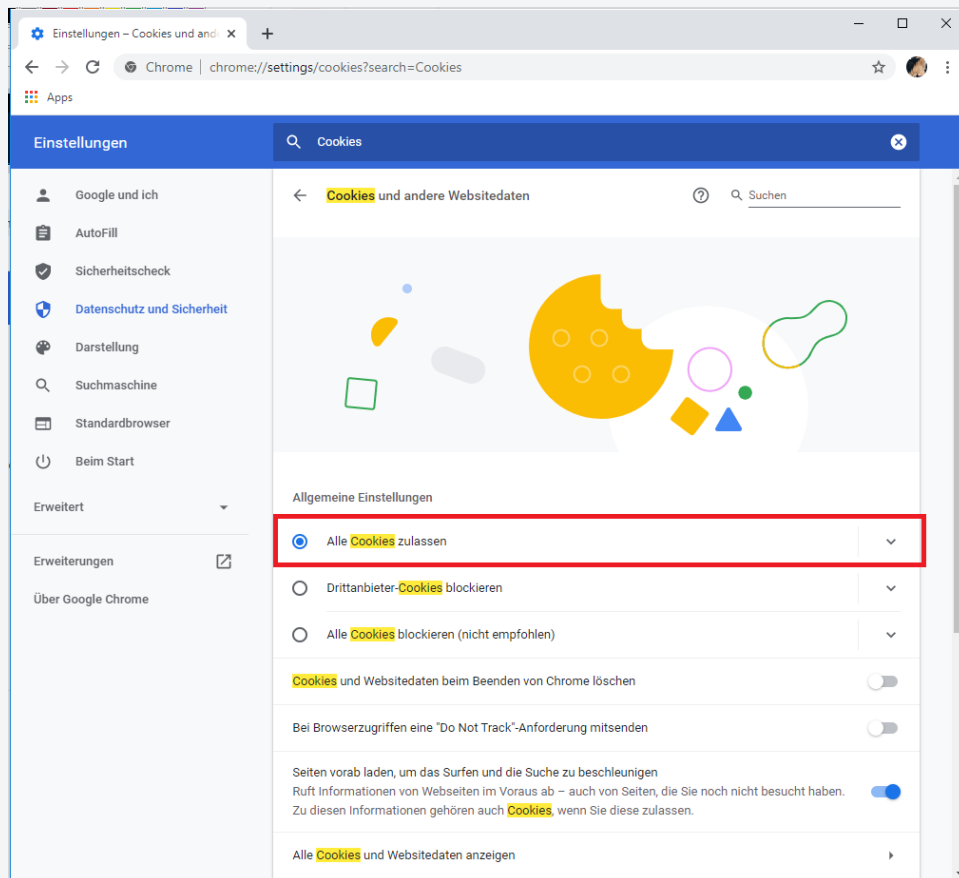 Einstellungen – Cookies und and
Chrome | chrome://settings/cookies?search=Cookies
Apps
Einstellungen
Cookies
Google und ich
AutoFill
Sicherheitscheck
Datenschutz und Sicherheit
Darstellung
Suchmaschine
Standardbrowser
Beim Start
Erweitert
Erweiterungen
Über Google Chrome
Cookies und andere Websitedaten
Suchen
Allgemeine Einstellungen
Alle Cookies zulassen
Drittanbieter-Cookies blockieren
Alle Cookies blockieren (nicht empfohlen)
Cookies und Websitedaten beim Beenden von Chrome löschen
Bei Browserzugriffen eine "Do Not Track"-Anforderung mitsenden
Seiten vorab laden, um das Surfen und die Suche zu beschleunigen
Ruft Informationen von Webseiten im Voraus ab – auch von Seiten, die Sie noch nicht besucht haben.
Zu diesen Informationen gehören auch Cookies, wenn Sie diese zulassen.
Alle Cookies und Websitedaten anzeigen